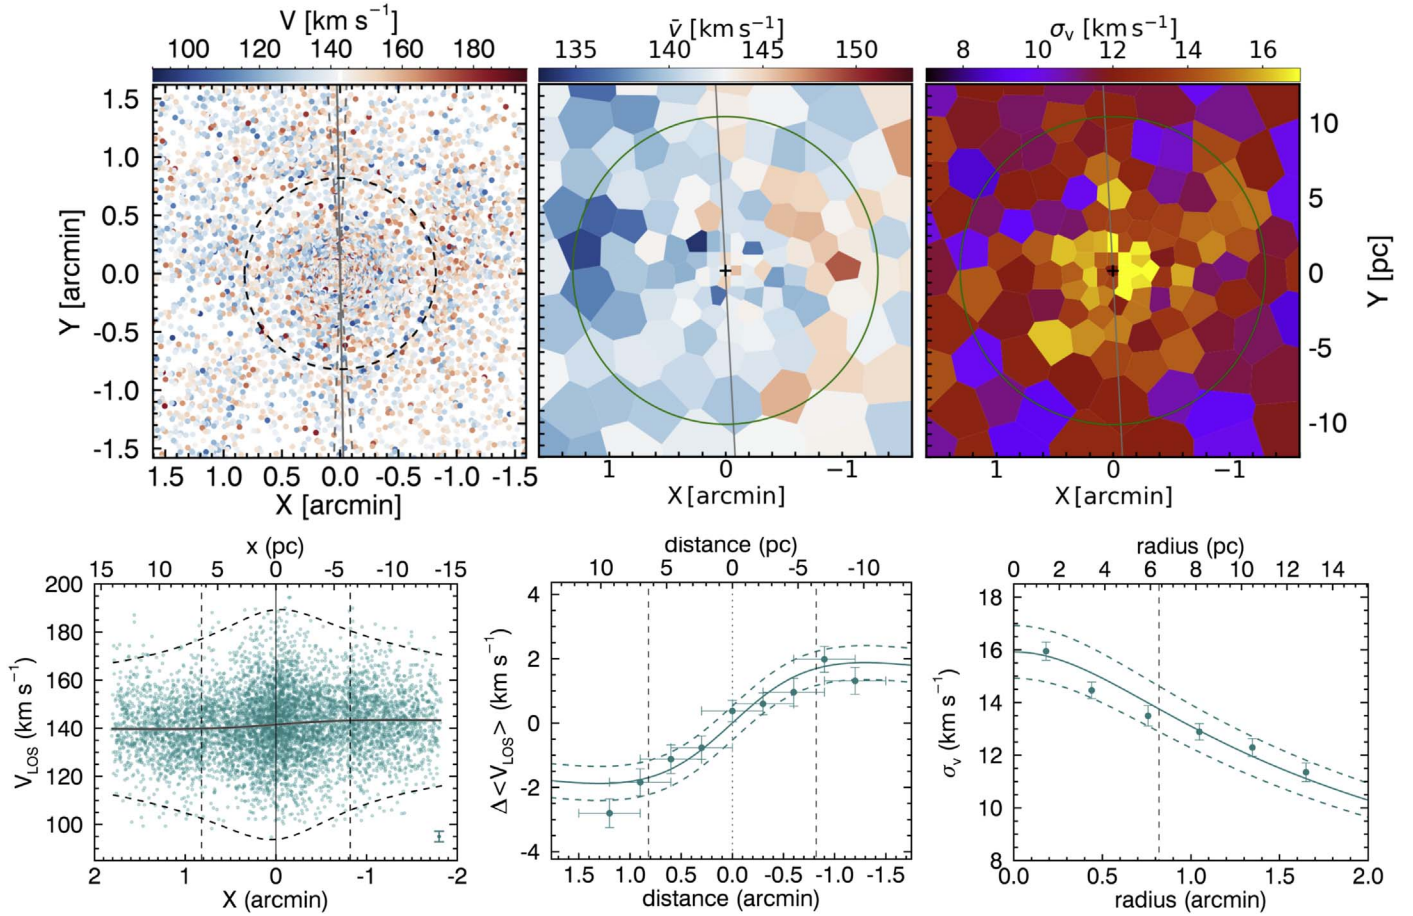 V [km s⁻¹]
100 120 140 160 180
v̄ [km s⁻¹]
135 140 145 150
σᵥ [km s⁻¹]
8 10 12 14 16
Y [arcmin]
1.5
1.0
0.5
0.0
-0.5
-1.0
-1.5
10
5
0
-5
-10
Y [pc]
1.5 1.0 0.5 0.0 -0.5 -1.0 -1.5
X [arcmin]
1 0 −1
X [arcmin]
1 0 −1
X [arcmin]
x (pc)
15 10 5 0 -5 -10 -15
V_LOS (km s⁻¹)
200
180
160
140
120
100
2 1 0 -1 -2
X (arcmin)
distance (pc)
10 5 0 -5 -10
Δ<V_LOS> (km s⁻¹)
4
2
0
-2
-4
1.5 1.0 0.5 0.0 -0.5 -1.0 -1.5
distance (arcmin)
radius (pc)
0 2 4 6 8 10 12 14
σᵥ (km s⁻¹)
18
16
14
12
10
8
0.0 0.5 1.0 1.5 2.0
radius (arcmin)